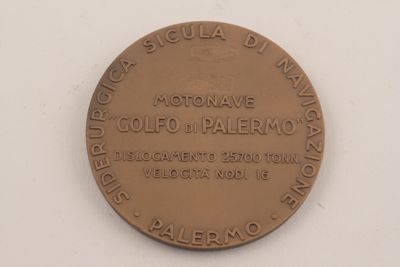 SIDERURGICA SICULA DI NAVIGAZIONE
MOTONAVE
"GOLFO DI PALERMO"
DISLOCAMENTO 25700 TONN.
VELOCITÀ NODI 16
· PALERMO ·